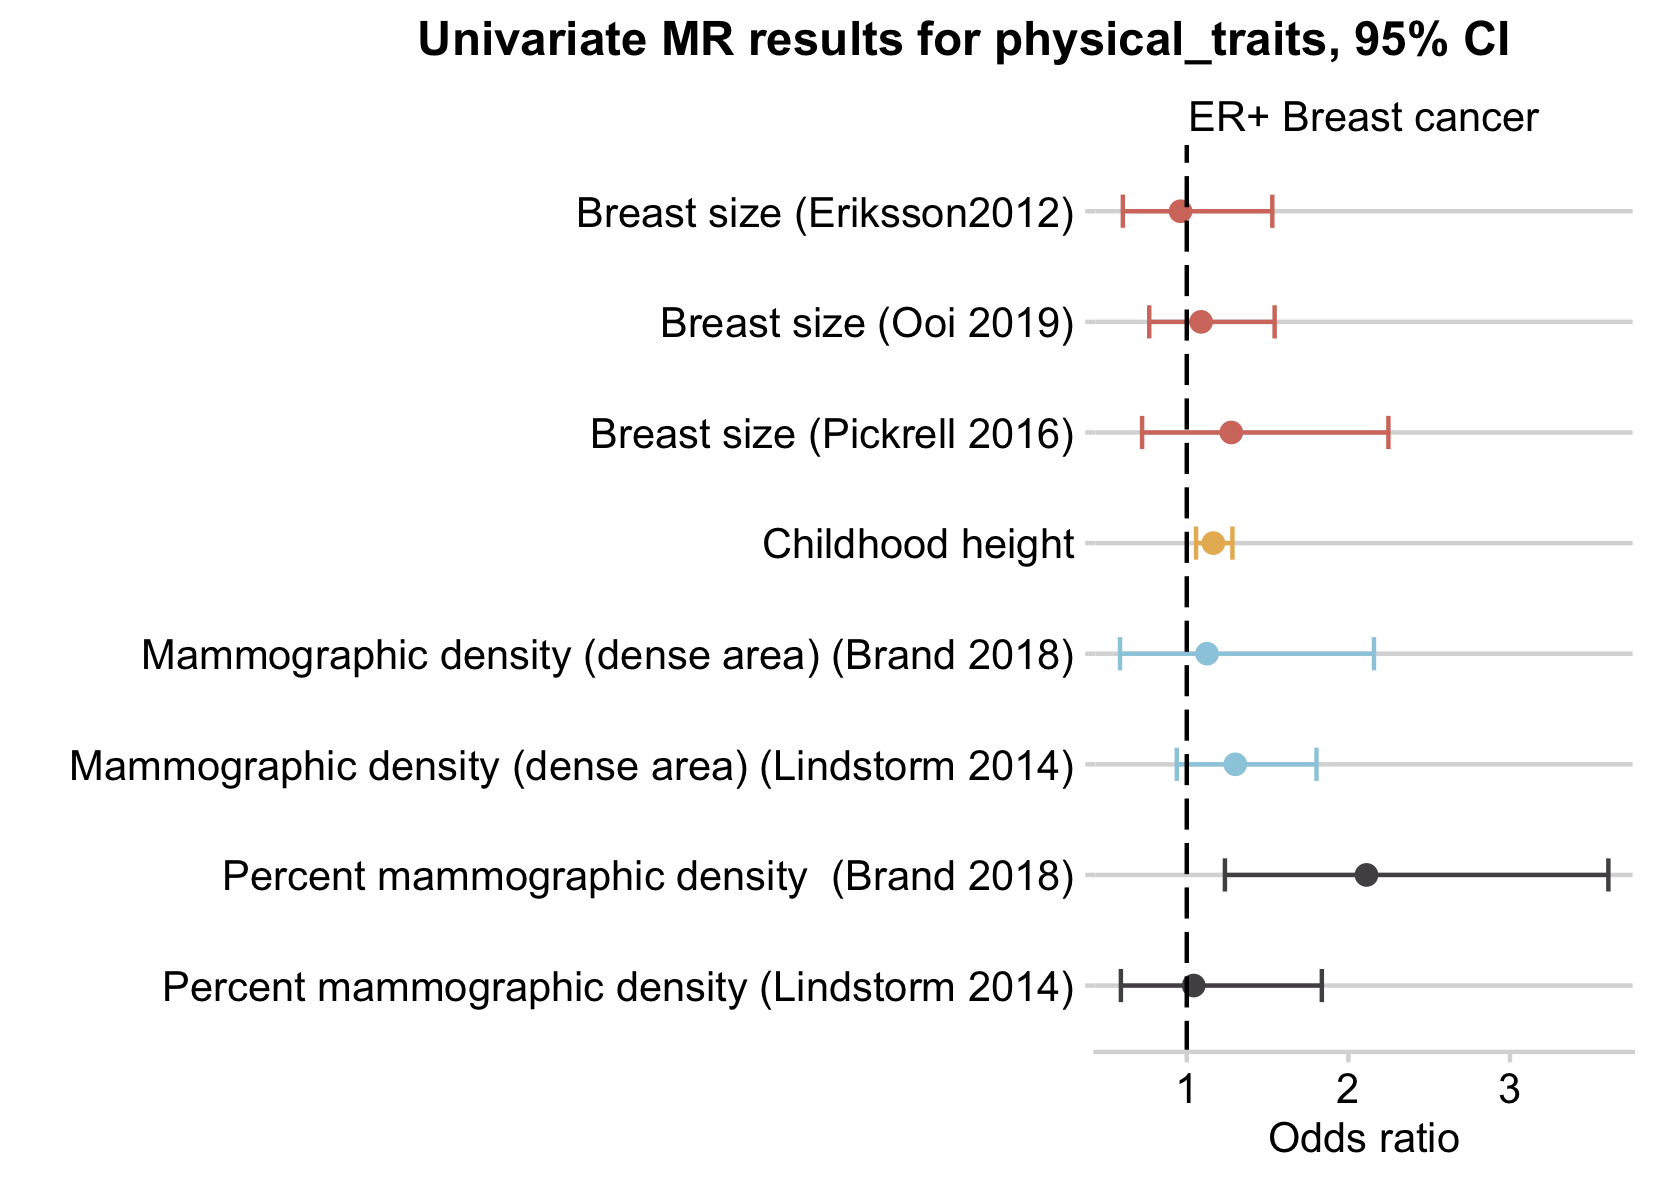 Univariate MR results for physical_traits, 95% CI
ER+ Breast cancer
Breast size (Eriksson2012)
Breast size (Ooi 2019)
Breast size (Pickrell 2016)
Childhood height
Mammographic density (dense area) (Brand 2018)
Mammographic density (dense area) (Lindstorm 2014)
Percent mammographic density  (Brand 2018)
Percent mammographic density (Lindstorm 2014)
1 2 3
Odds ratio